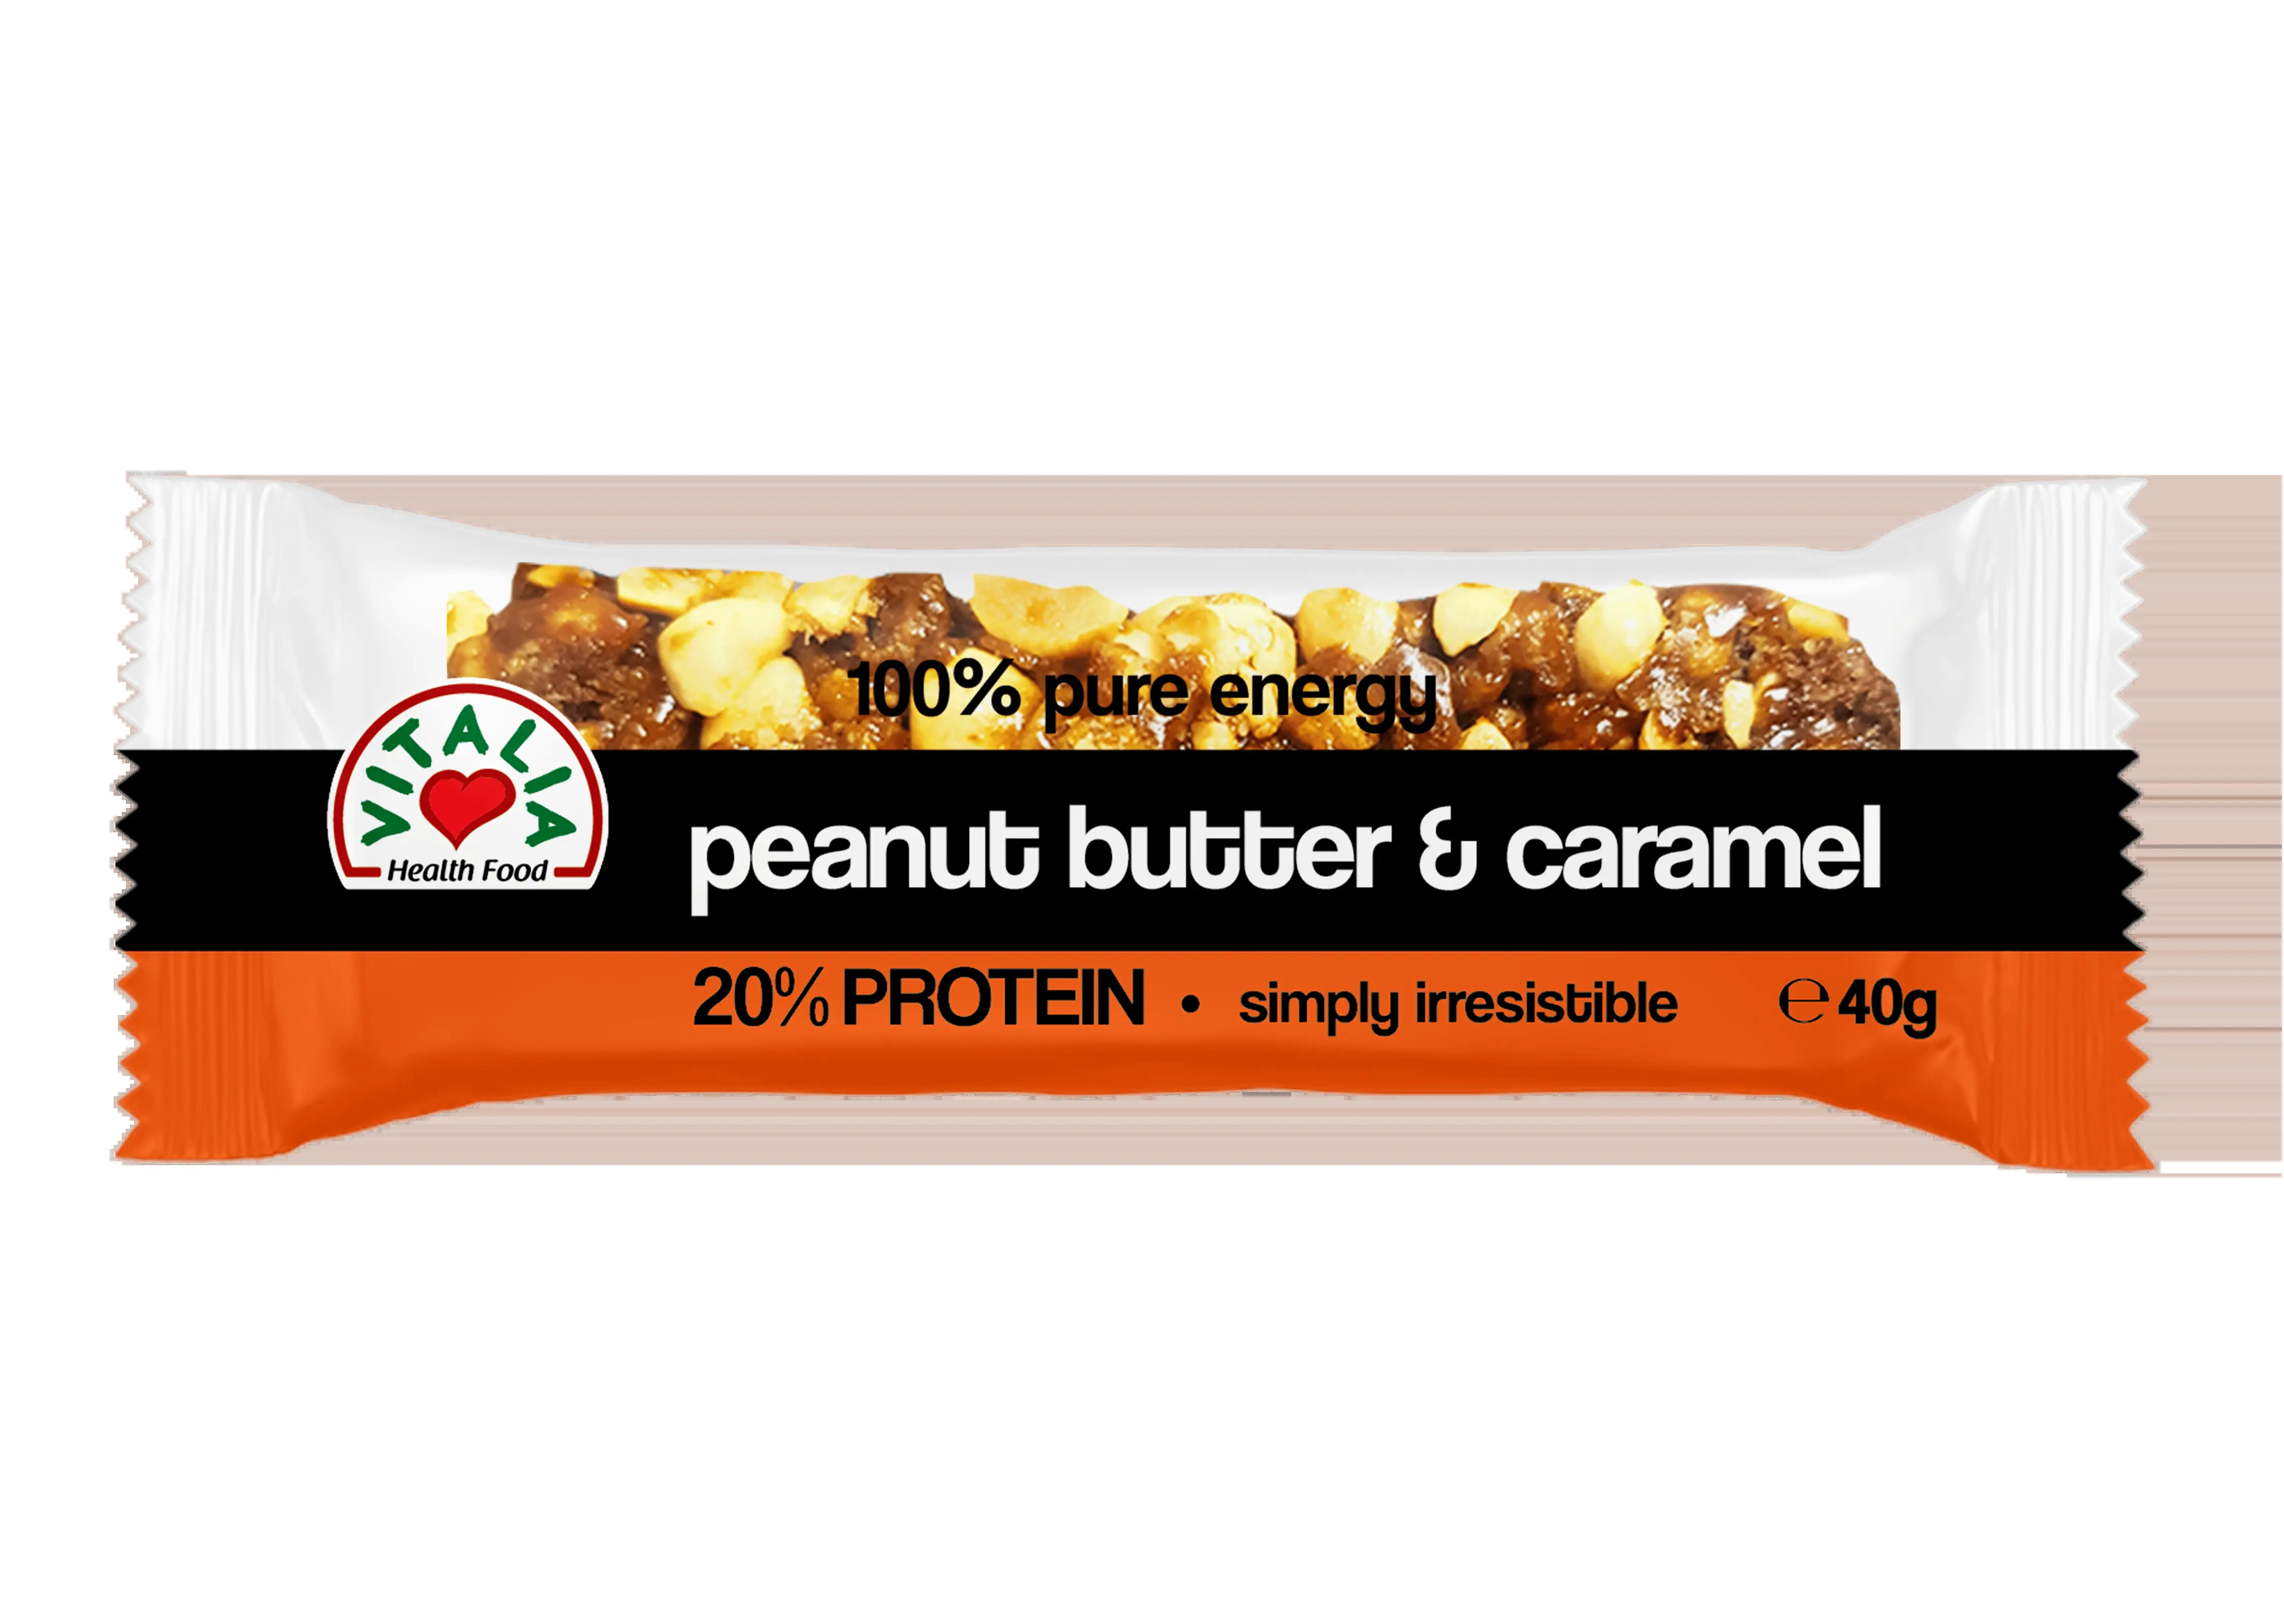 100% pure energy
VITALIA
Health Food
peanut butter & caramel
20% PROTEIN • simply irresistible ℮ 40g